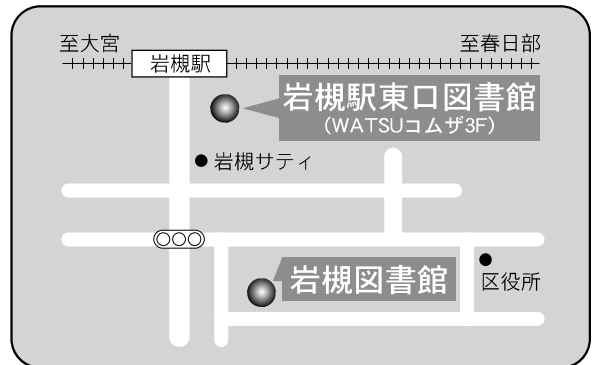 至大宮
至春日部
岩槻駅
岩槻駅東口図書館
（WATSUコムザ3F）
岩槻サティ
岩槻図書館
区役所